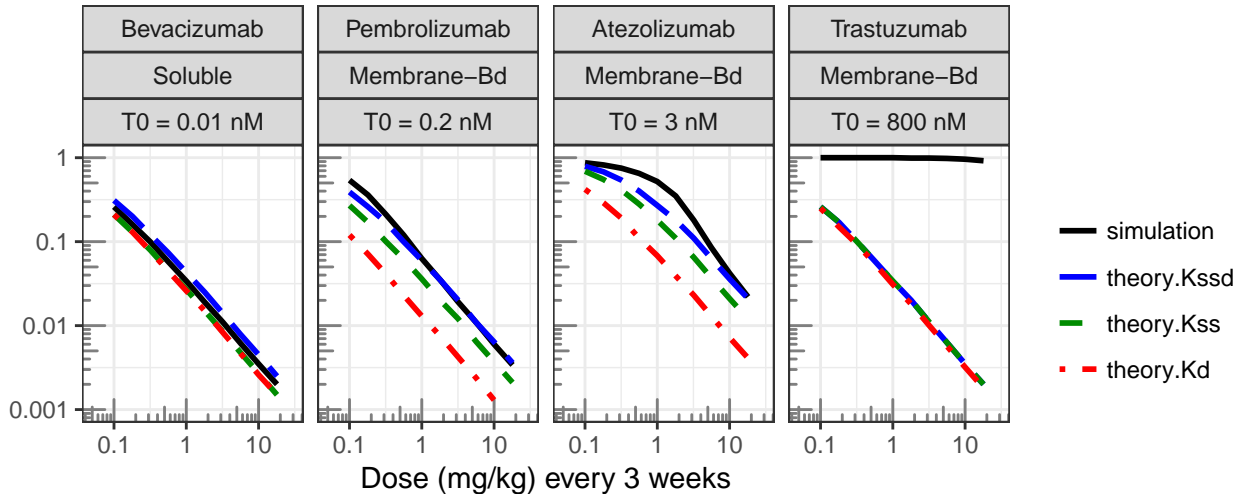 Bevacizumab Pembrolizumab Atezolizumab Trastuzumab
Soluble Membrane−Bd Membrane−Bd Membrane−Bd
T0 = 0.01 nM T0 = 0.2 nM T0 = 3 nM T0 = 800 nM
1
0.1
0.01
0.001
0.1 1 10 0.1 1 10 0.1 1 10 0.1 1 10
Dose (mg/kg) every 3 weeks
simulation
theory.Kssd
theory.Kss
theory.Kd